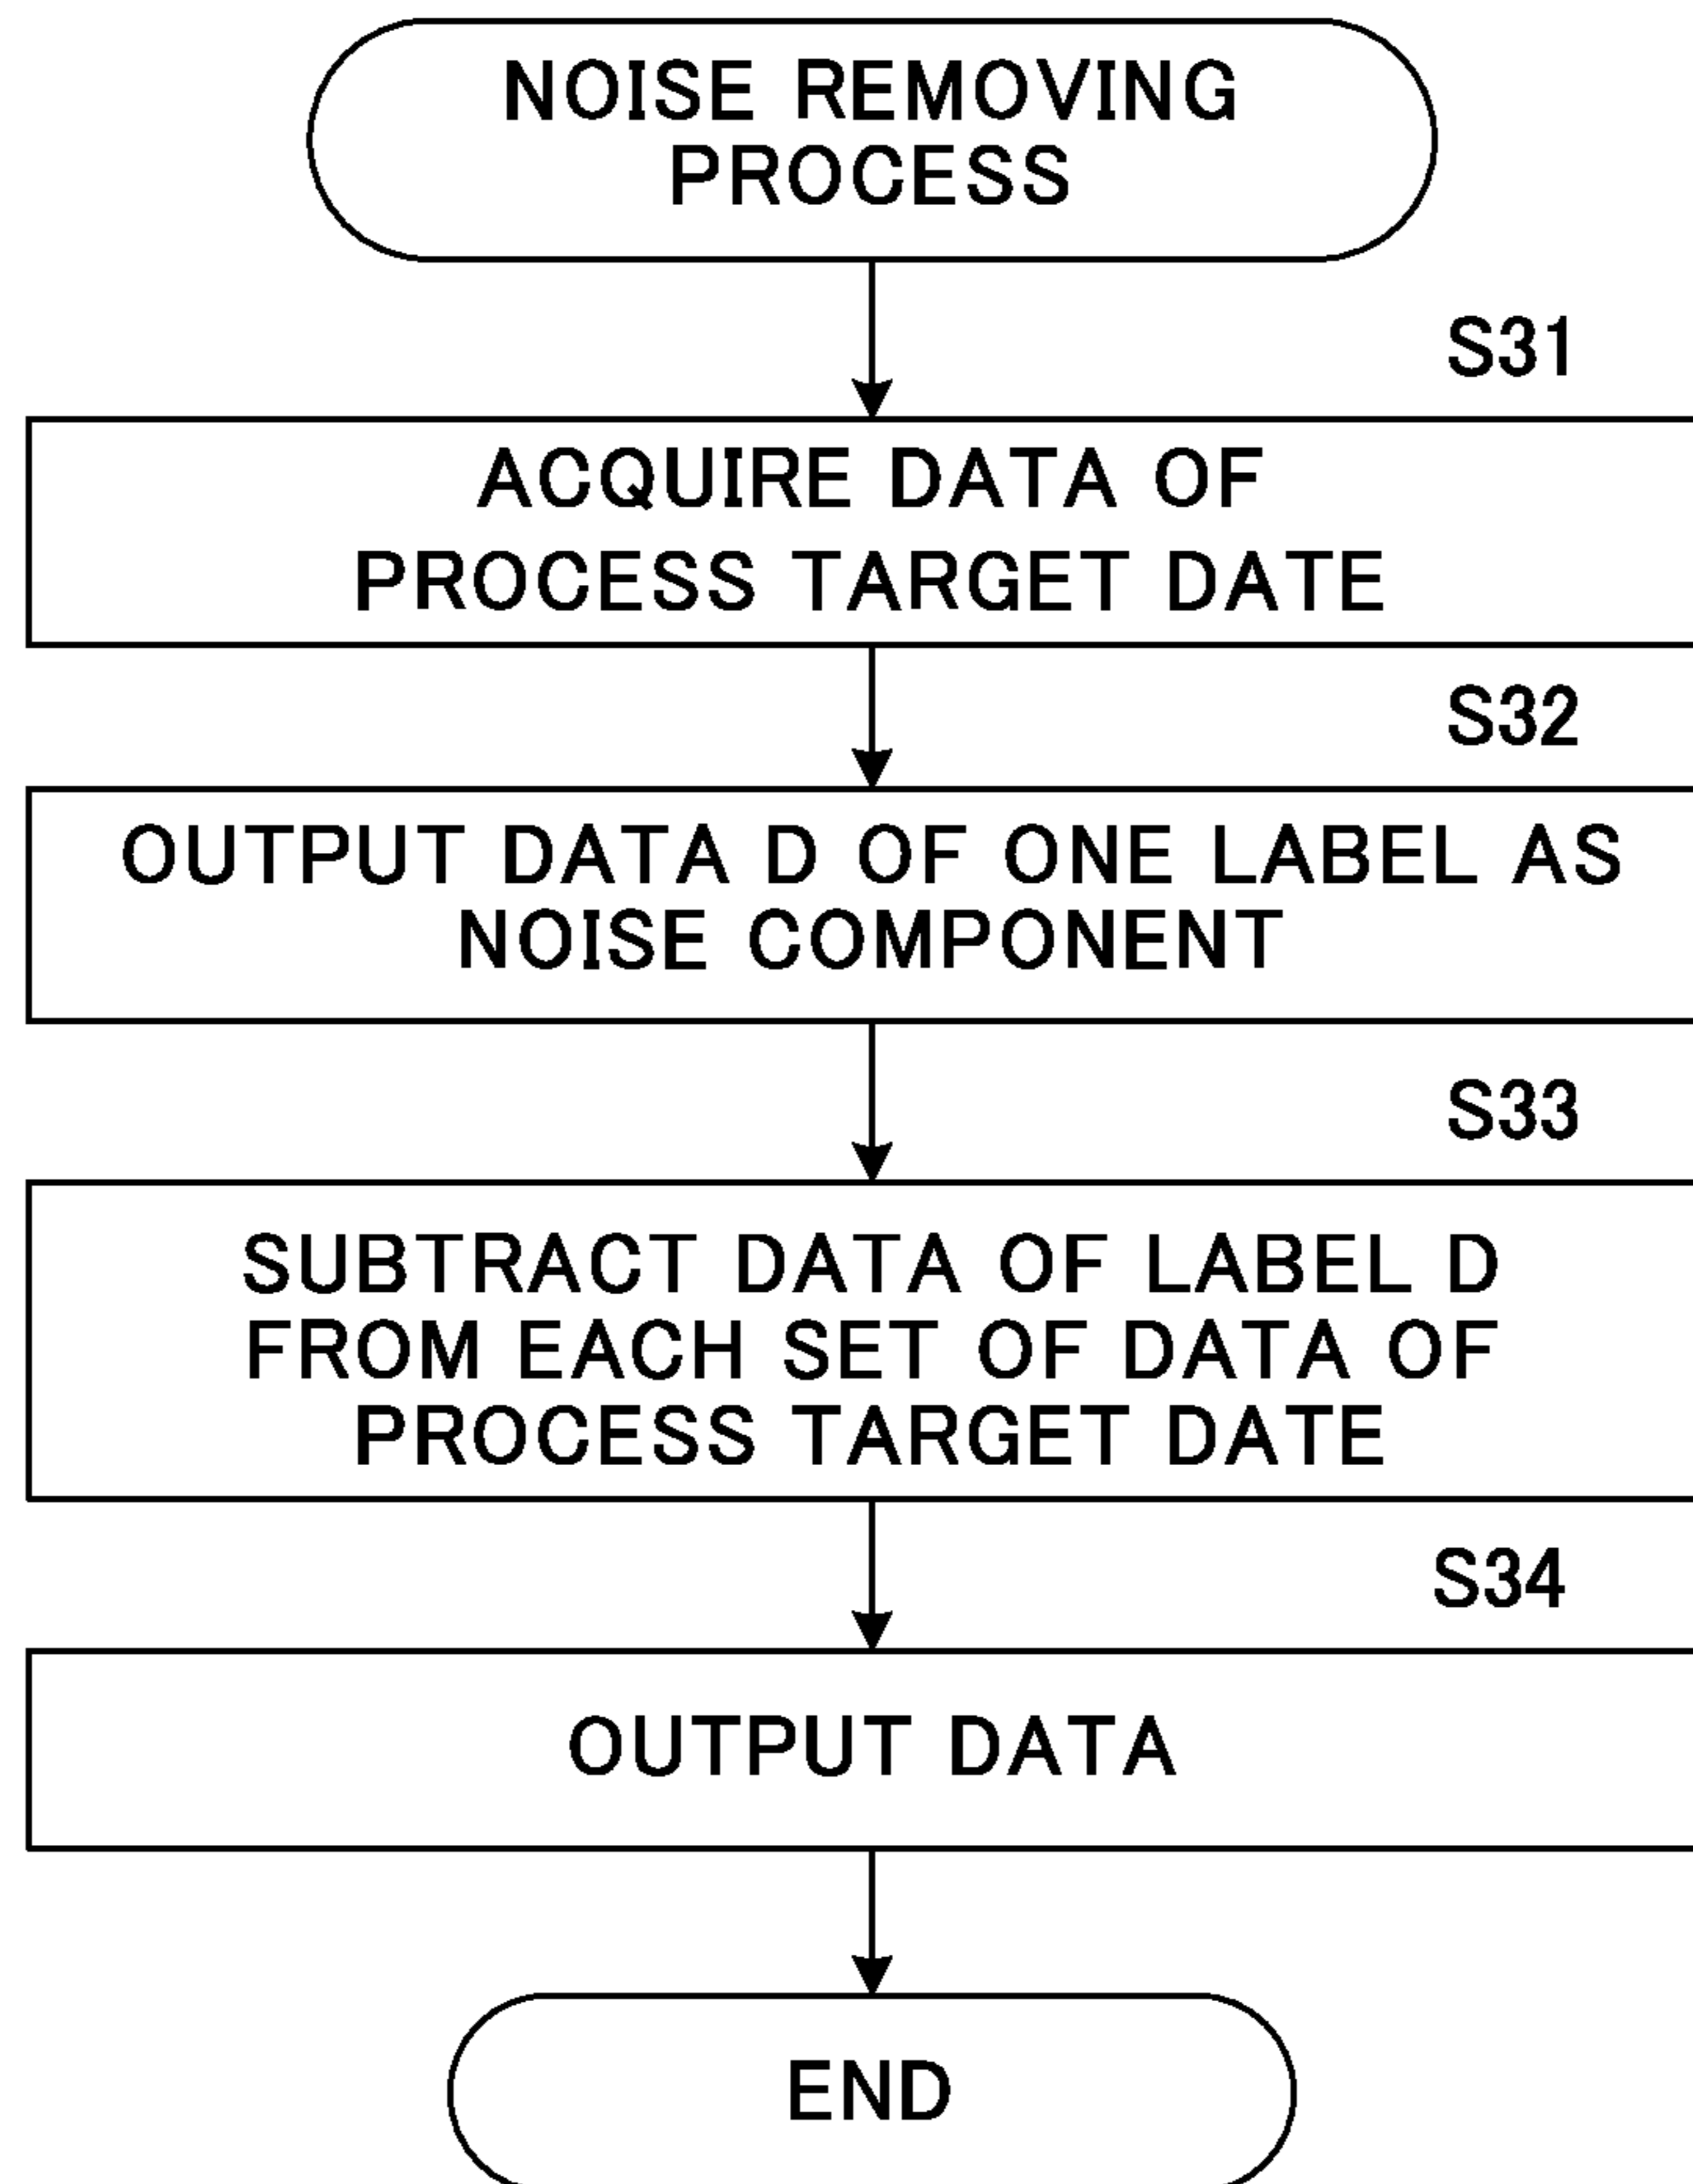 NOISE REMOVING
PROCESS
S31
ACQUIRE DATA OF
PROCESS TARGET DATE
S32
OUTPUT DATA D OF ONE LABEL AS
NOISE COMPONENT
S33
SUBTRACT DATA OF LABEL D
FROM EACH SET OF DATA OF
PROCESS TARGET DATE
S34
OUTPUT DATA
END